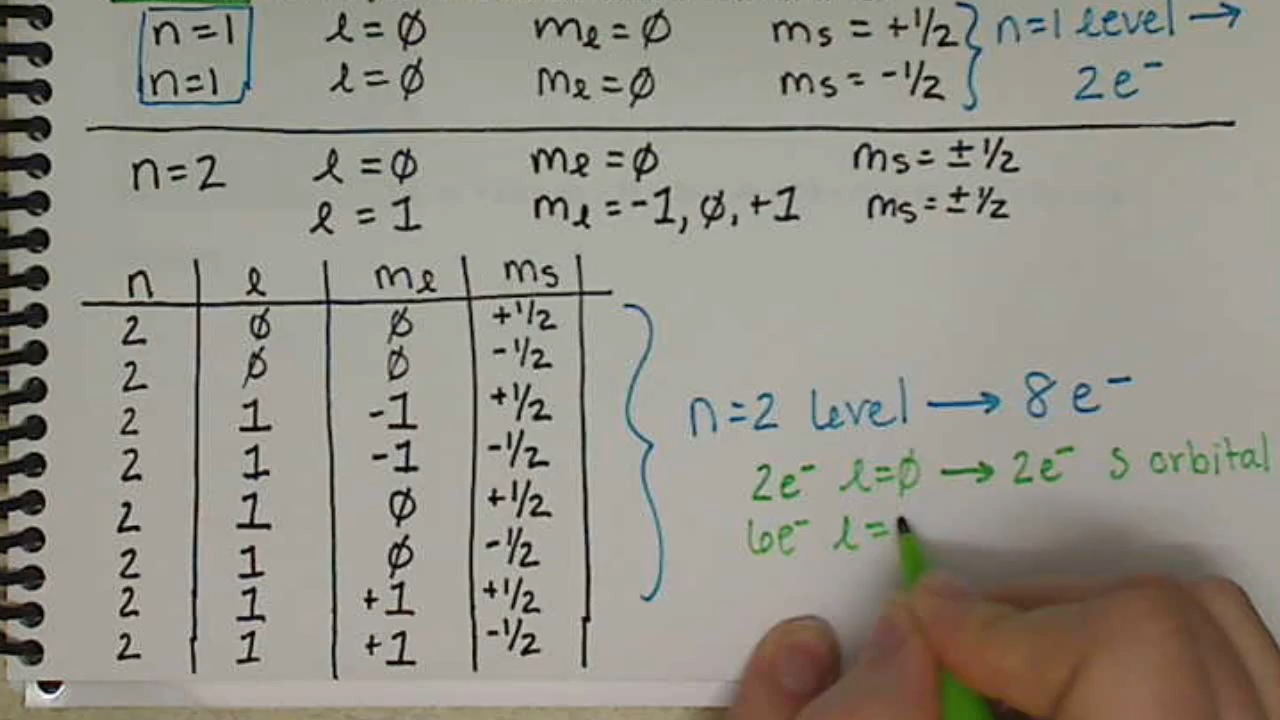 n=1 l=∅ ml=∅ ms=+1/2 n=1 level →
n=1 l=∅ ml=∅ ms=-1/2 2e⁻
n=2 l=∅ ml=∅ ms=±1/2
l=1 ml=-1, ∅, +1 ms=±1/2
n l ml ms
2 ∅ ∅ +1/2
2 ∅ ∅ -1/2
2 1 -1 +1/2
n=2 level → 8e⁻
2 1 -1 -1/2
2e⁻ l=∅ → 2e⁻ s orbital
2 1 ∅ +1/2
6e⁻ l=
2 1 ∅ -1/2
2 1 +1 +1/2
2 1 +1 -1/2